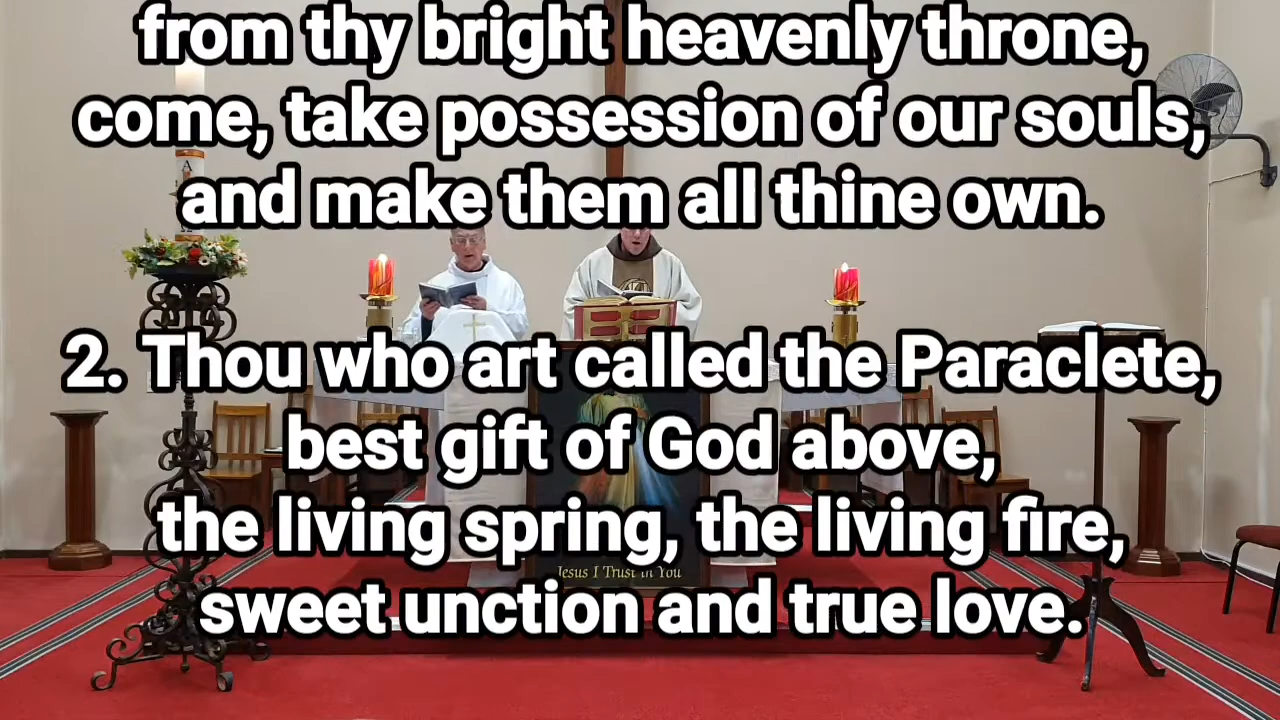 from thy bright heavenly throne,
come, take possession of our souls,
and make them all thine own.
2. Thou who art called the Paraclete,
best gift of God above,
the living spring, the living fire,
Jesus I Trust in You
sweet unction and true love.